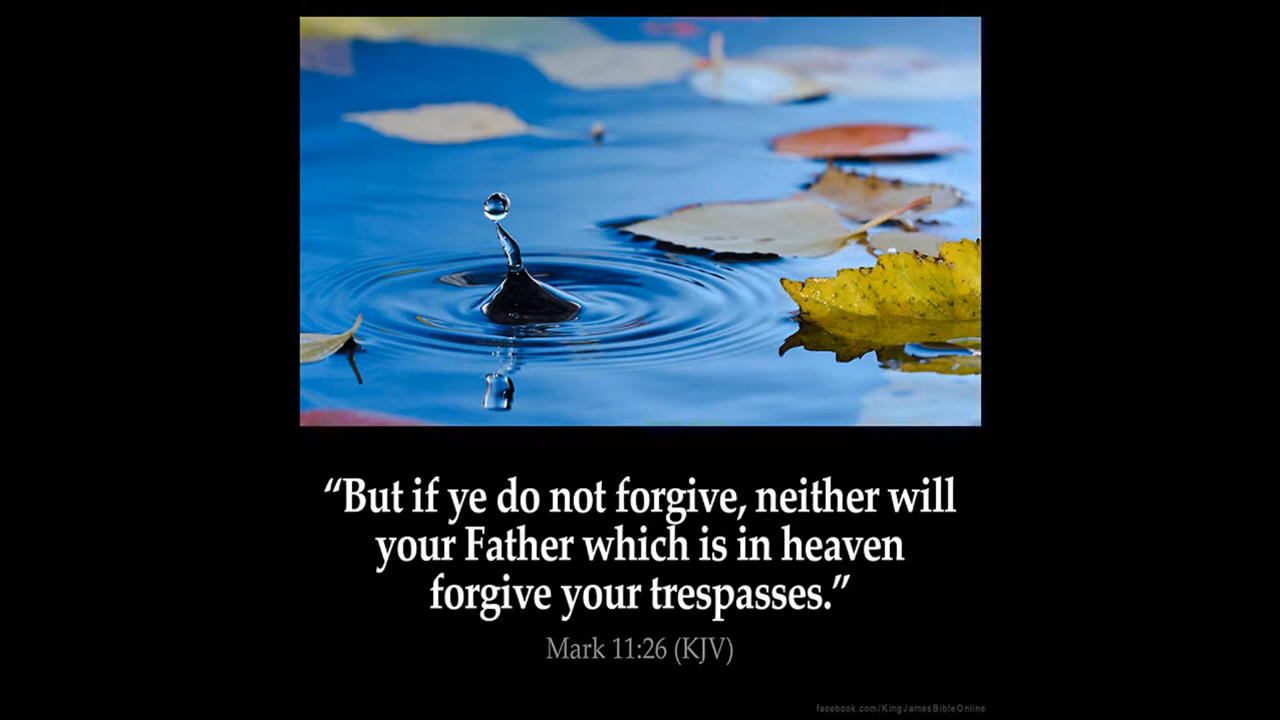 “But if ye do not forgive, neither will
your Father which is in heaven
forgive your trespasses.”
Mark 11:26 (KJV)
facebook.com/KingJamesBibleOnline